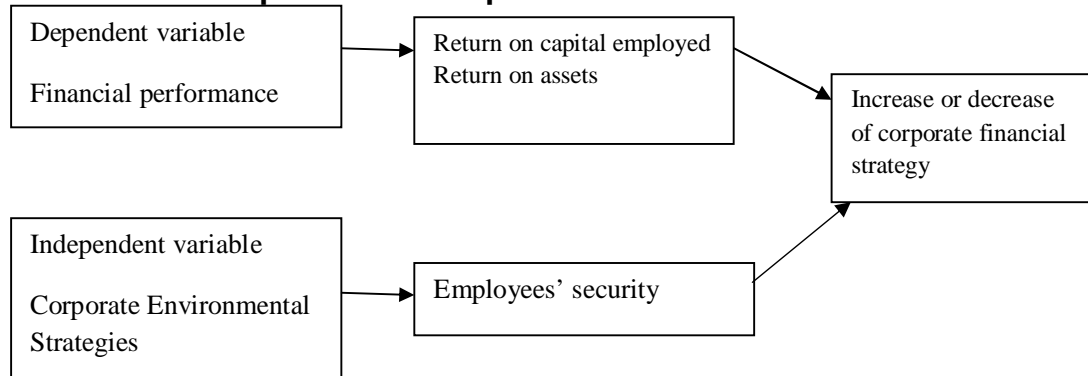 Dependent variable
Financial performance
Return on capital employed
Return on assets
Increase or decrease
of corporate financial
strategy
Independent variable
Corporate Environmental
Strategies
Employees’ security